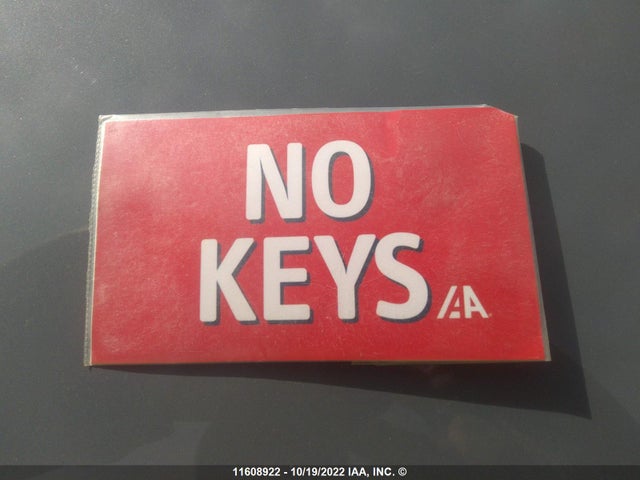 NO
KEYS IAA
11608922 - 10/19/2022 IAA, INC. ©